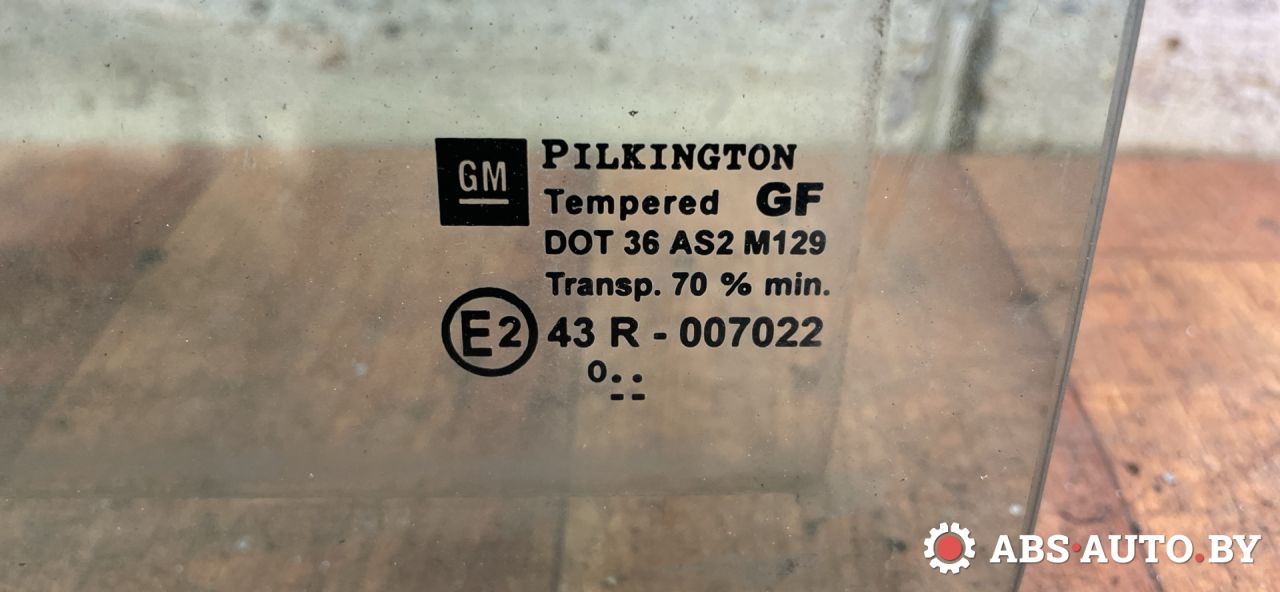 GM
PILKINGTON
Tempered GF
DOT 36 AS2 M129
Transp. 70 % min.
E2 43 R - 007022
o..
--
ABS·AUTO.BY